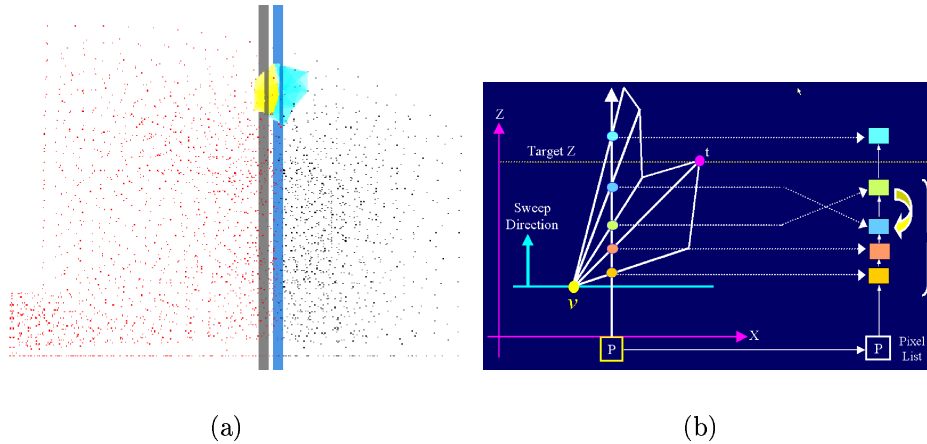 Z
t
Target Z
Sweep
Direction
v
X
P
P
Pixel
List
(a)
(b)